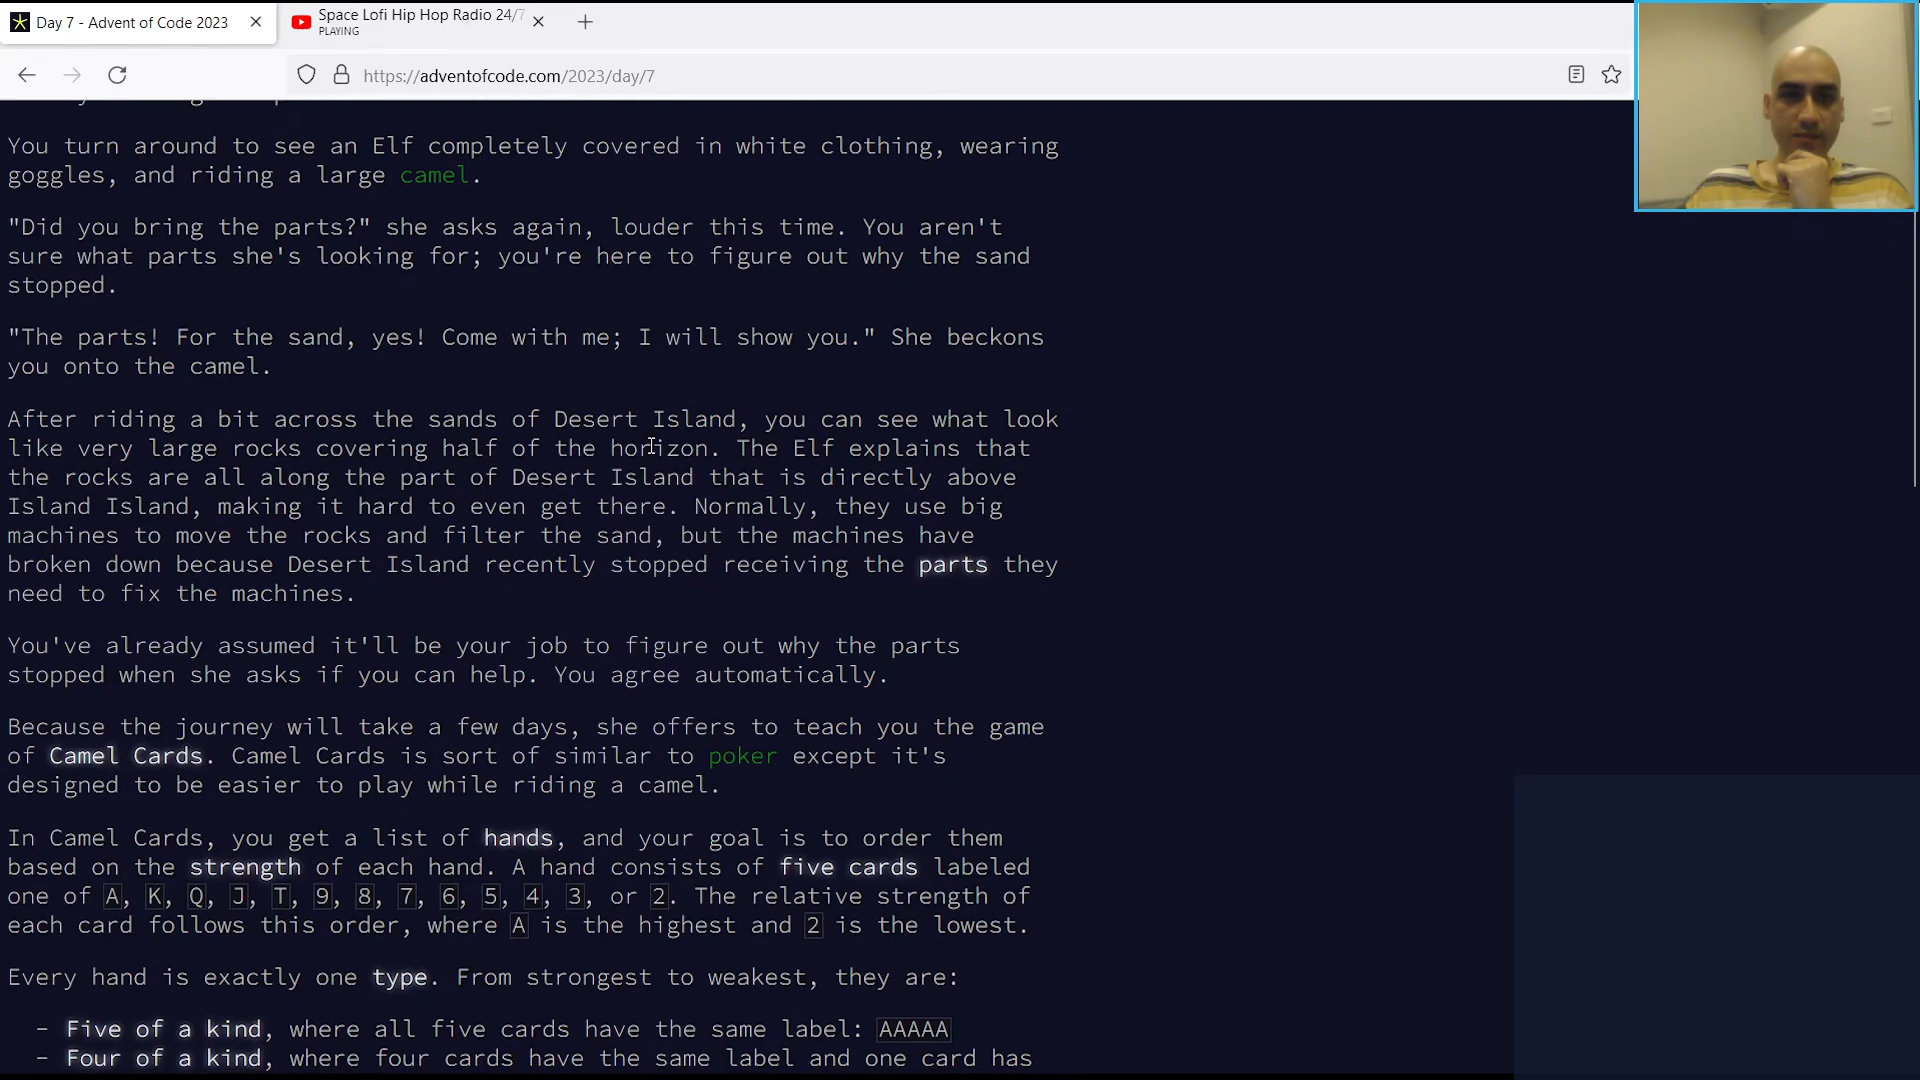 Day 7 - Advent of Code 2023
Space Lofi Hip Hop Radio 24/7
PLAYING
https://adventofcode.com/2023/day/7
You turn around to see an Elf completely covered in white clothing, wearing
goggles, and riding a large camel.
"Did you bring the parts?" she asks again, louder this time. You aren't
sure what parts she's looking for; you're here to figure out why the sand
stopped.
"The parts! For the sand, yes! Come with me; I will show you." She beckons
you onto the camel.
After riding a bit across the sands of Desert Island, you can see what look
like very large rocks covering half of the horizon. The Elf explains that
the rocks are all along the part of Desert Island that is directly above
Island Island, making it hard to even get there. Normally, they use big
machines to move the rocks and filter the sand, but the machines have
broken down because Desert Island recently stopped receiving the parts they
need to fix the machines.
You've already assumed it'll be your job to figure out why the parts
stopped when she asks if you can help. You agree automatically.
Because the journey will take a few days, she offers to teach you the game
of Camel Cards. Camel Cards is sort of similar to poker except it's
designed to be easier to play while riding a camel.
In Camel Cards, you get a list of hands, and your goal is to order them
based on the strength of each hand. A hand consists of five cards labeled
one of A, K, Q, J, T, 9, 8, 7, 6, 5, 4, 3, or 2. The relative strength of
each card follows this order, where A is the highest and 2 is the lowest.
Every hand is exactly one type. From strongest to weakest, they are:
- Five of a kind, where all five cards have the same label: AAAAA
- Four of a kind, where four cards have the same label and one card has